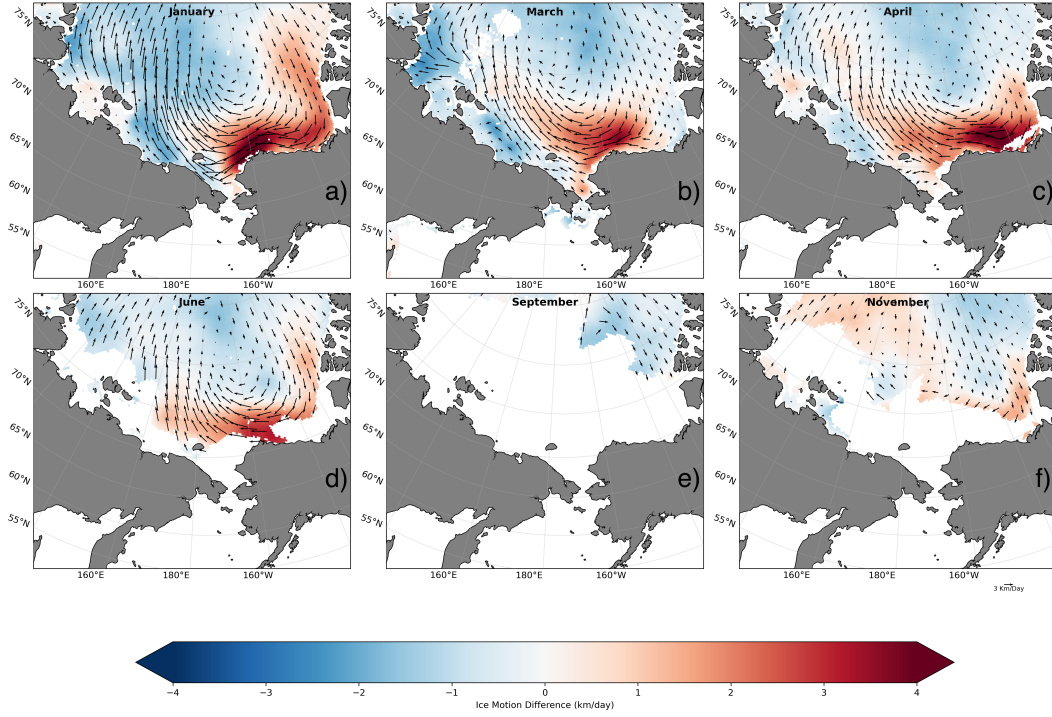 January
March
April
75°N
70°N
65°N
60°N
55°N
a)
160°E
180°E
160°W
75°N
70°N
65°N
60°N
55°N
b)
160°E
180°E
160°W
75°N
70°N
65°N
60°N
55°N
c)
160°E
180°E
160°W
June
September
November
75°N
70°N
65°N
60°N
55°N
d)
160°E
180°E
160°W
75°N
70°N
65°N
60°N
55°N
e)
160°E
180°E
160°W
75°N
70°N
65°N
60°N
55°N
f)
160°E
180°E
160°W
3 Km/Day
−4 −3 −2 −1 0 1 2 3 4
Ice Motion Difference (km/day)